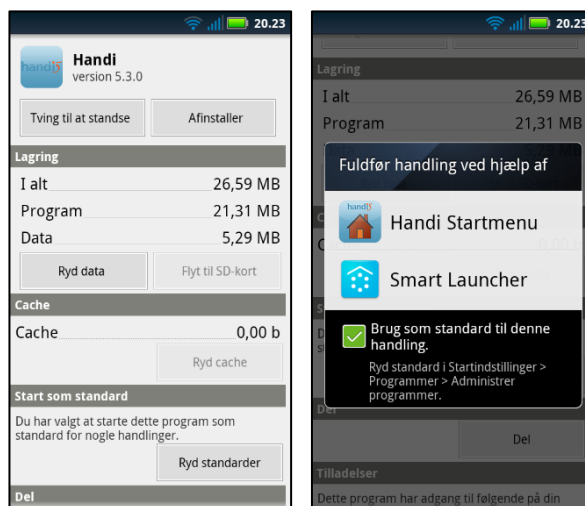 20.23
handi5
Handi
version 5.3.0
Tving til at standse
Afinstaller
Lagring
I alt 26,59 MB
Program 21,31 MB
Data 5,29 MB
Ryd data
Flyt til SD-kort
Cache
Cache 0,00 b
Ryd cache
Start som standard
Du har valgt at starte dette program som
standard for nogle handlinger.
Ryd standarder
Del
20.23
Lagring
I alt 26,59 MB
Program 21,31 MB
Fuldfør handling ved hjælp af
handi5
Handi Startmenu
Smart Launcher
Brug som standard til denne
handling.
Ryd standard i Startindstillinger >
Programmer > Administrer
programmer.
Del
Del
Tilladelser
Dette program har adgang til følgende på din